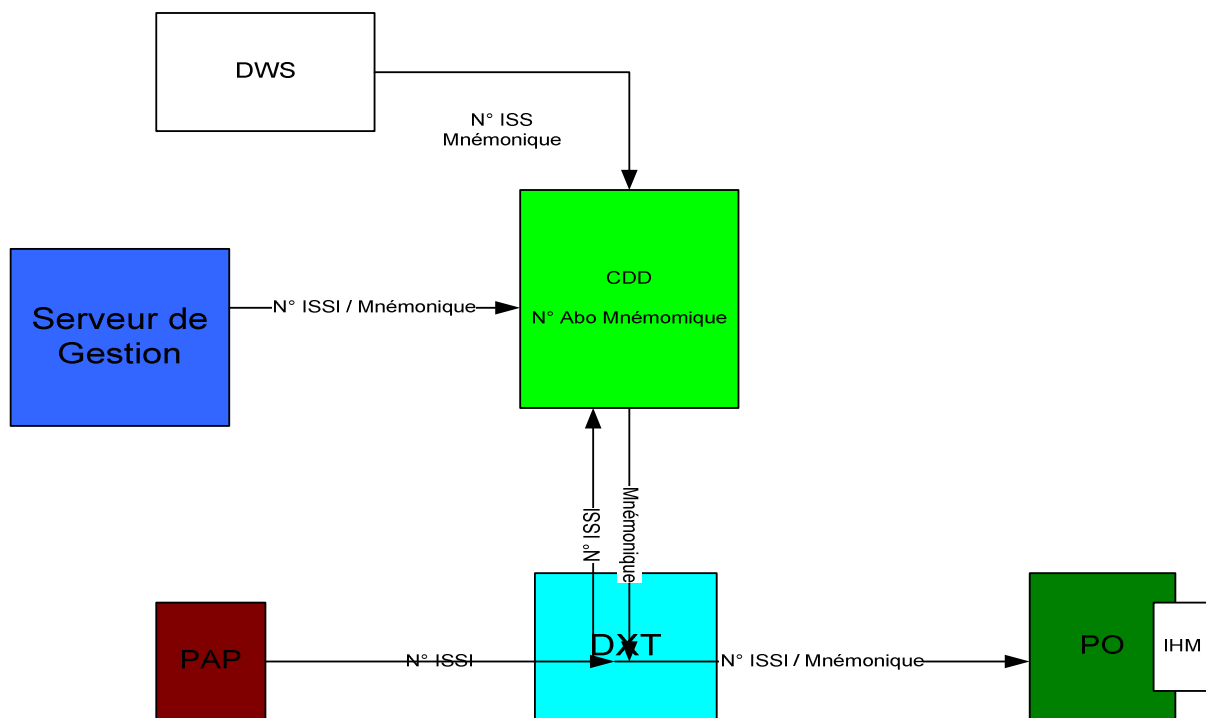 DWS
N° ISS
Mnémonique
CDD
N° Abo Mnémomique
Serveur de
Gestion
N° ISSI / Mnémonique
N° ISSI
Mnémonique
PAP
N° ISSI
DXT
N° ISSI / Mnémonique
PO
IHM